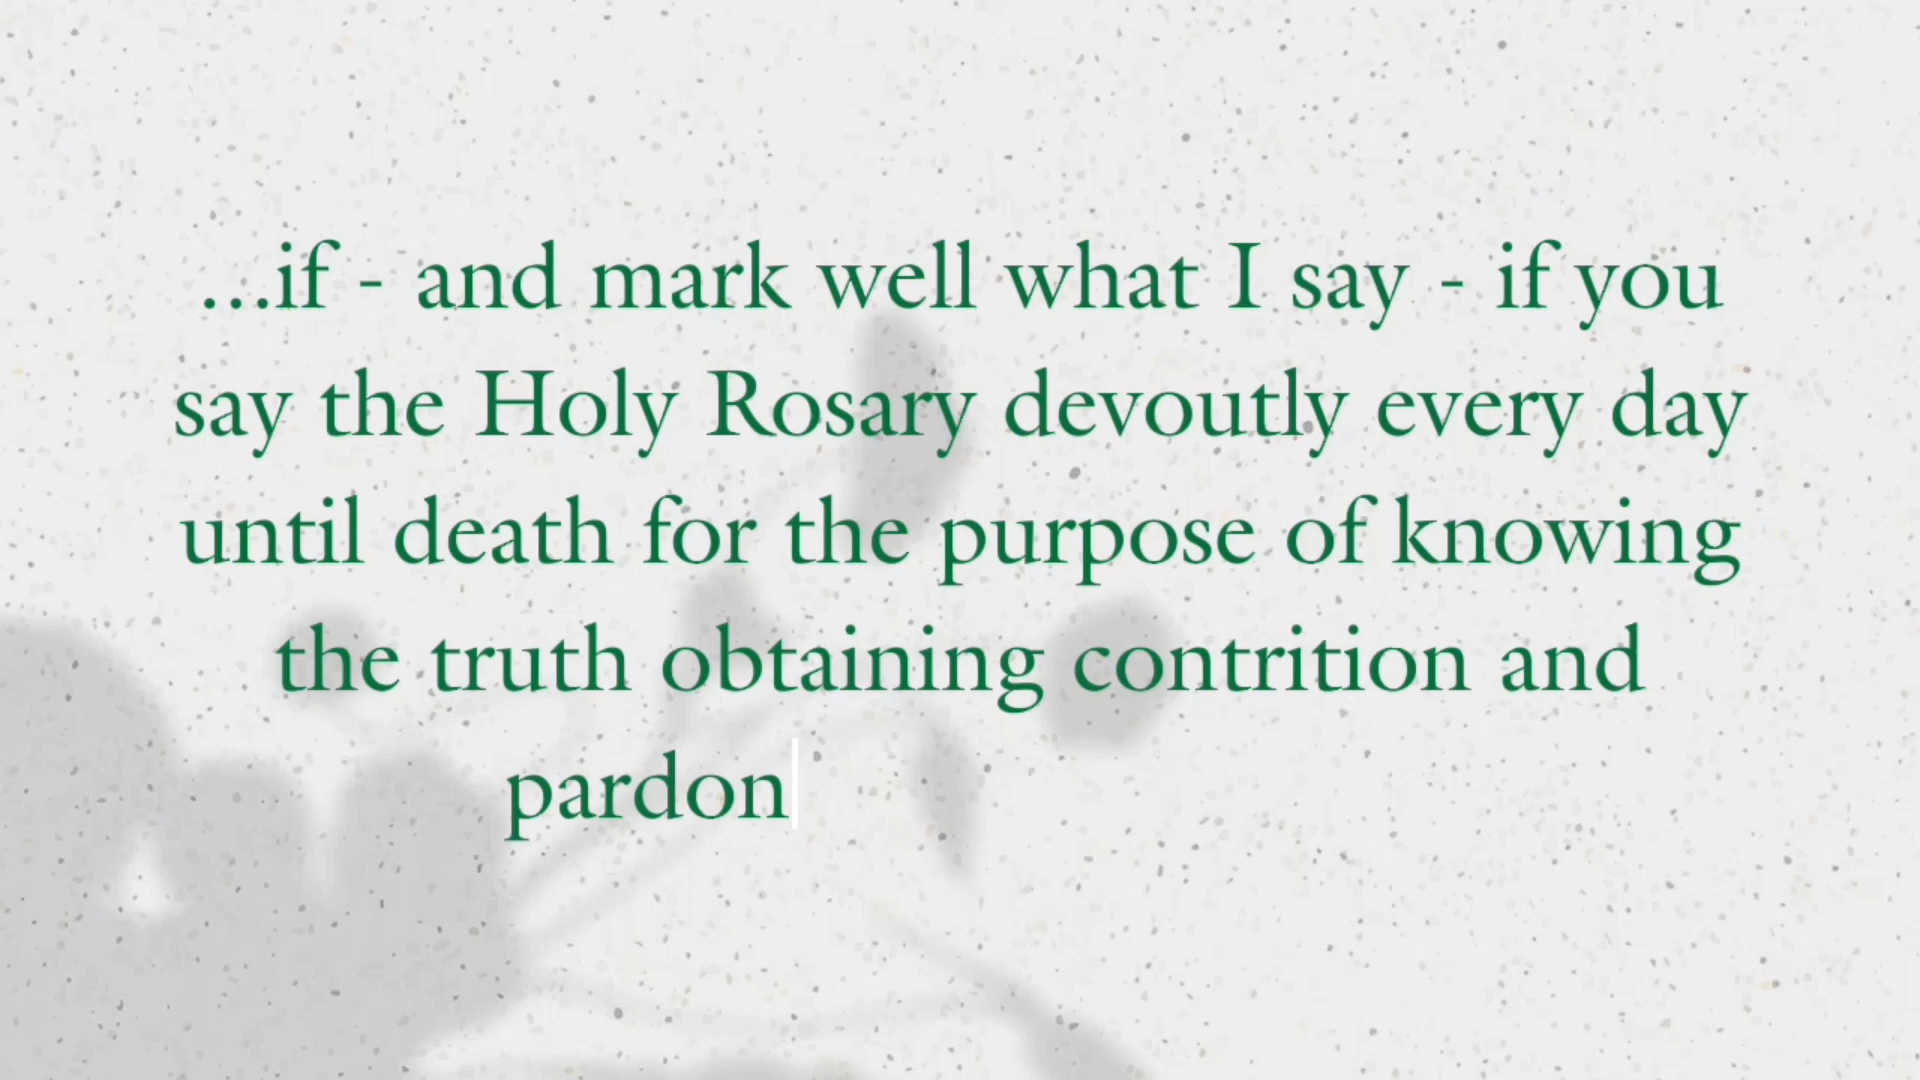 ...if - and mark well what I say - if you
say the Holy Rosary devoutly every day
until death for the purpose of knowing
the truth obtaining contrition and
pardon